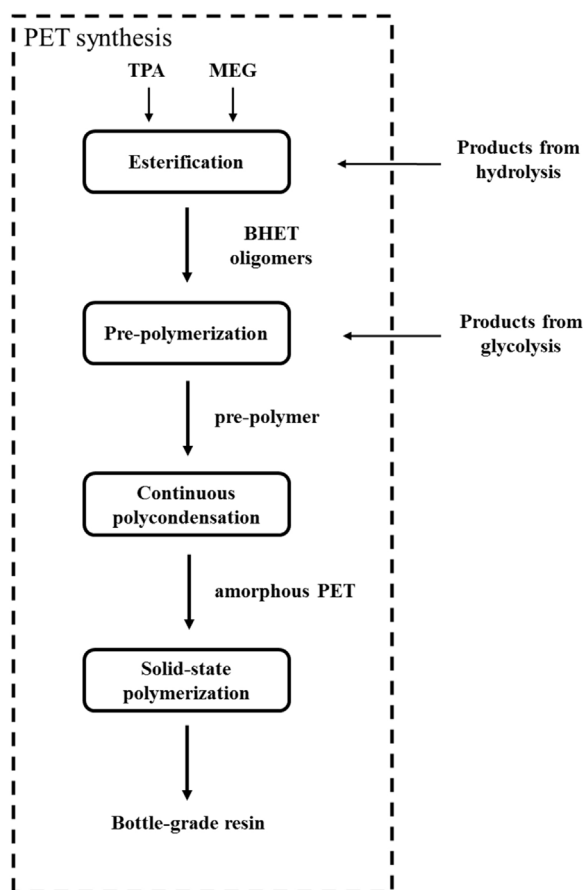 PET synthesis
TPA MEG
Esterification
Products from
hydrolysis
BHET
oligomers
Pre-polymerization
Products from
glycolysis
pre-polymer
Continuous
polycondensation
amorphous PET
Solid-state
polymerization
Bottle-grade resin